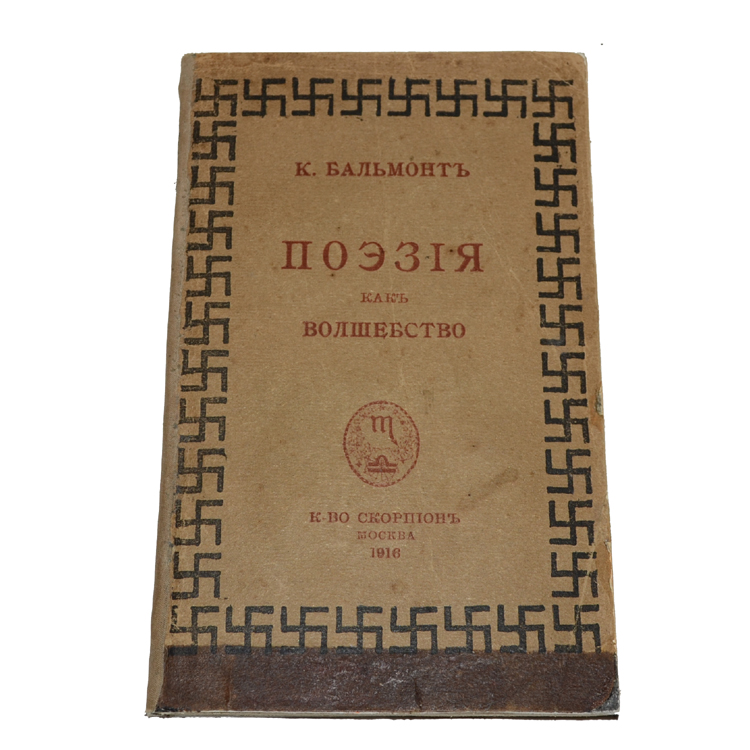 К. БАЛЬМОНТЪ
ПОЭЗІЯ
КАКЪ
ВОЛШЕБСТВО
К-ВО СКОРПІОНЪ
МОСКВА
1916